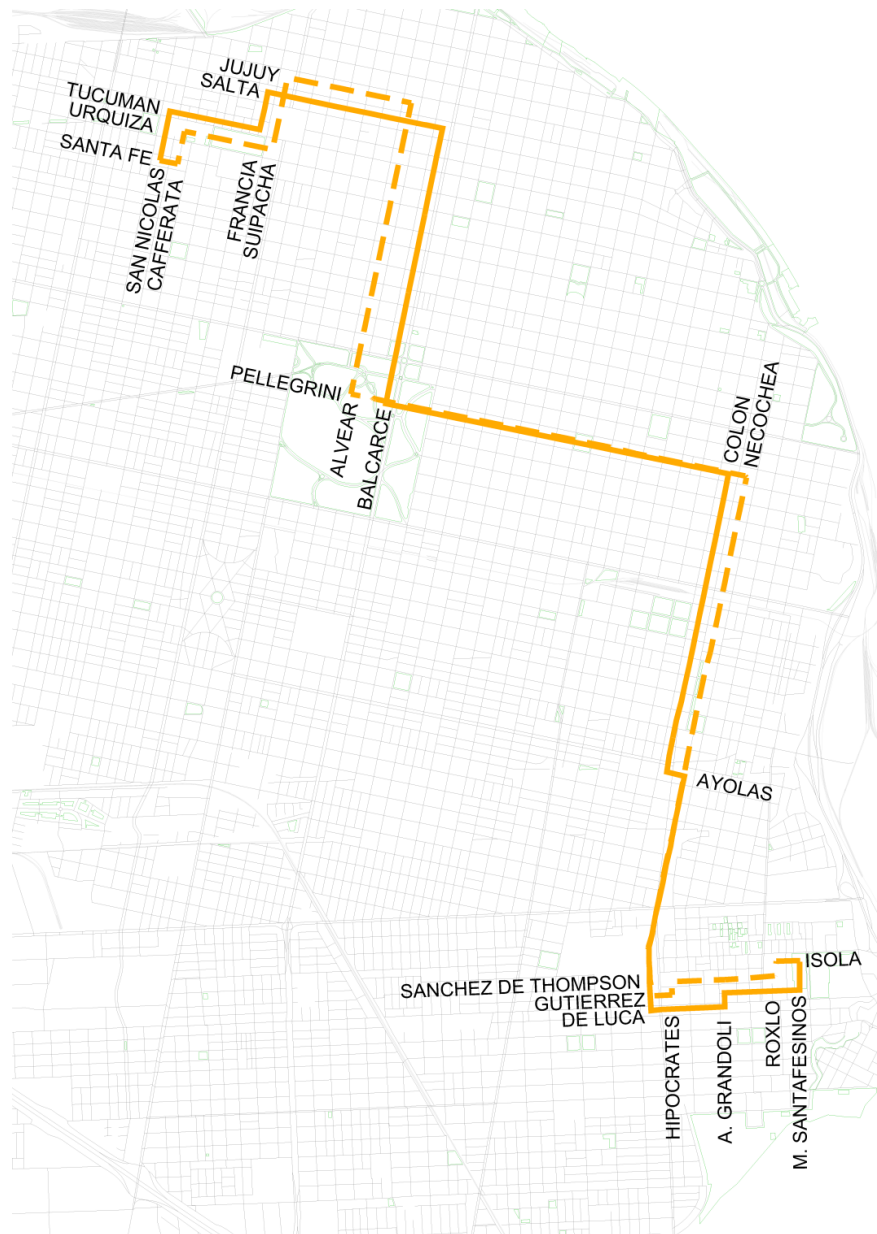 JUJUY
SALTA
TUCUMAN
URQUIZA
SANTA FE
SAN NICOLAS
CAFFERATA
FRANCIA
SUIPACHA
PELLEGRINI
ALVEAR
BALCARCE
COLON
NECOCHEA
AYOLAS
ISOLA
SANCHEZ DE THOMPSON
GUTIERREZ
DE LUCA
HIPOCRATES
A. GRANDOLI
ROXLO
M. SANTAFESINOS